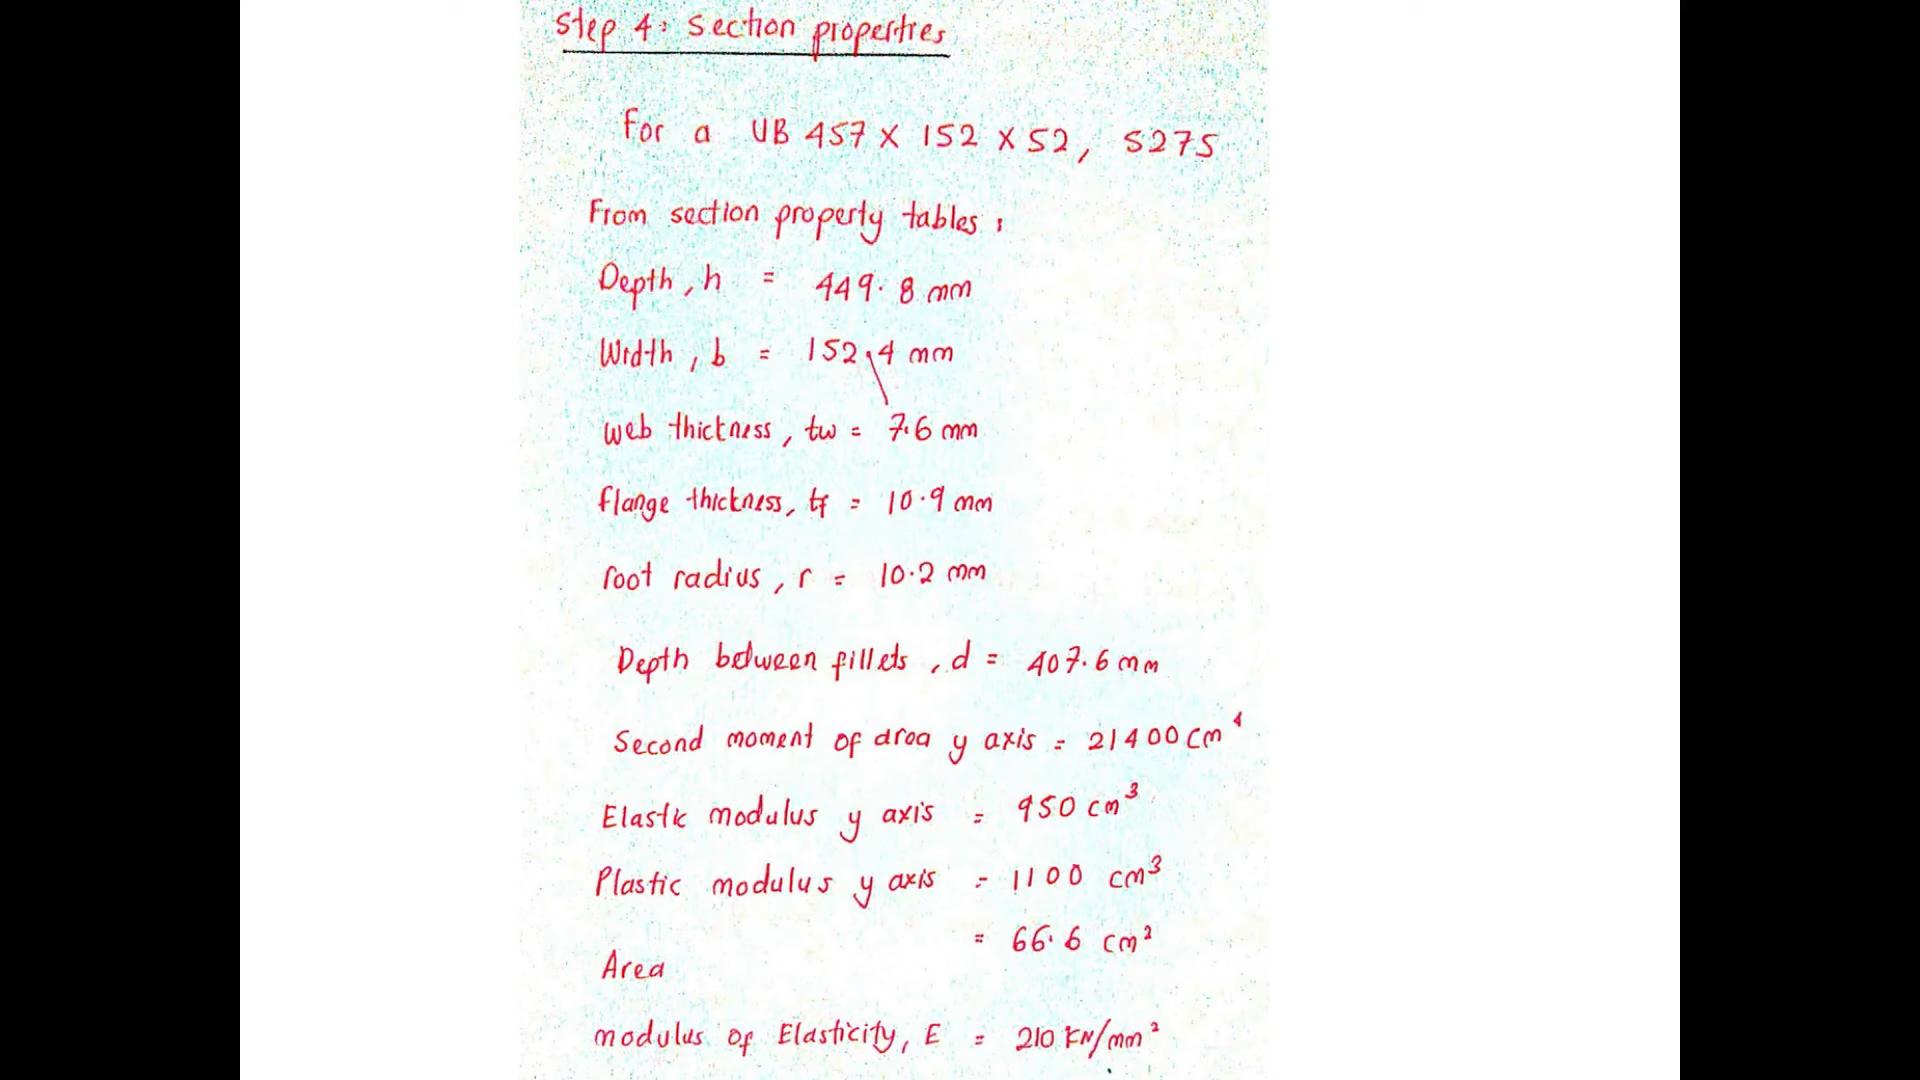 Step 4: Section properties
For a UB 457 X 152 X 52, S275
From section property tables:
Depth, h = 449.8 mm
Width, b = 152.4 mm
Web thickness, tw = 7.6 mm
flange thickness, tf = 10.9 mm
root radius, r = 10.2 mm
Depth between fillets, d = 407.6 mm
Second moment of area y axis = 21400 cm⁴
Elastic modulus y axis = 950 cm³
Plastic modulus y axis = 1100 cm³
Area = 66.6 cm²
modulus of Elasticity, E = 210 KN/mm²